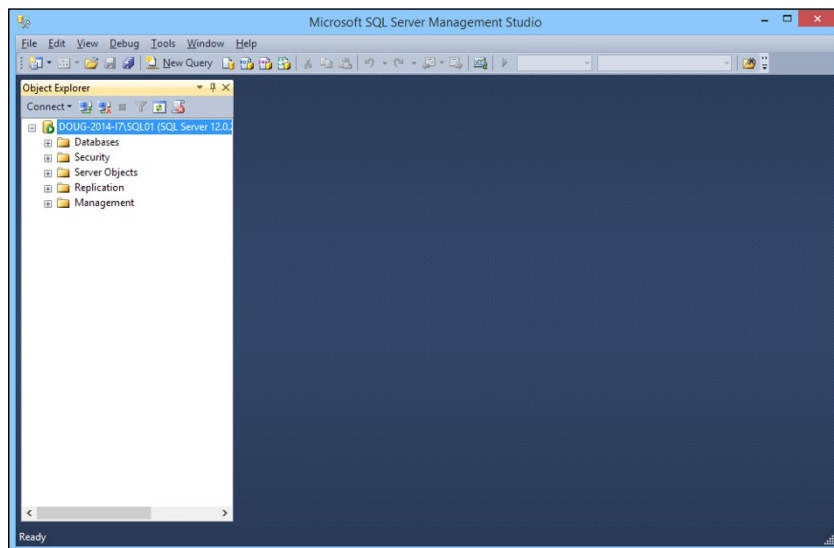 Microsoft SQL Server Management Studio
File Edit View Debug Tools Window Help
New Query
Object Explorer
Connect
DOUG-2014-I7\SQL01 (SQL Server 12.0.
Databases
Security
Server Objects
Replication
Management
Ready